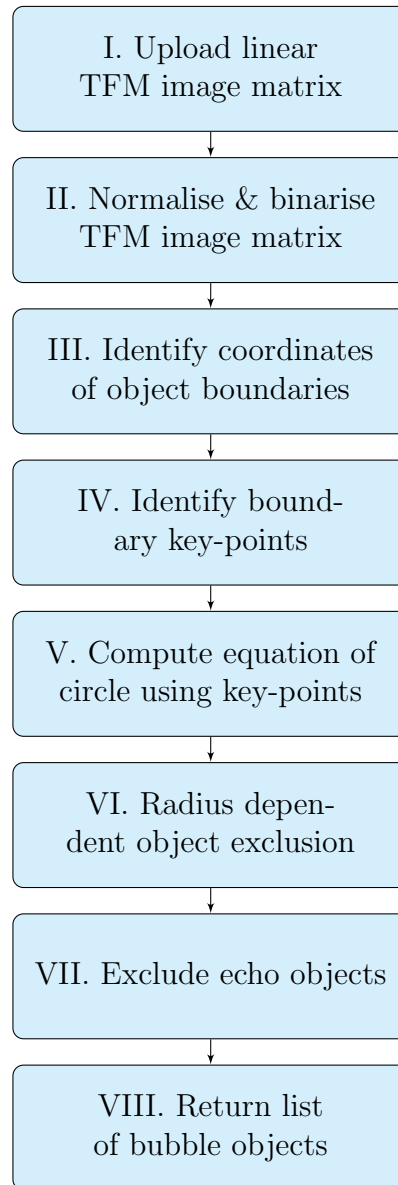 I. Upload linear
TFM image matrix
II. Normalise & binarise
TFM image matrix
III. Identify coordinates
of object boundaries
IV. Identify bound-
ary key-points
V. Compute equation of
circle using key-points
VI. Radius depen-
dent object exclusion
VII. Exclude echo objects
VIII. Return list
of bubble objects